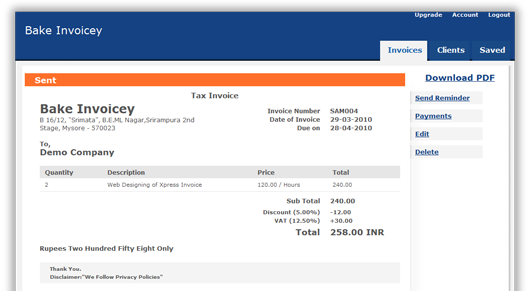 Upgrade Account Logout
Bake Invoicey
Invoices Clients Saved
Sent
Download PDF
Tax Invoice
Send Reminder
Payments
Edit
Delete
Bake Invoicey
B 16/12, "Srimata", B.E.ML Nagar,Srirampura 2nd
Stage, Mysore - 570023
Invoice Number SAM004
Date of Invoice 29-03-2010
Due on 28-04-2010
To,
Demo Company
Quantity Description Price Total
2 Web Designing of Xpress Invoice 120.00 / Hours 240.00
Sub Total 240.00
Discount (5.00%) -12.00
VAT (12.50%) +30.00
Total 258.00 INR
Rupees Two Hundred Fifty Eight Only
Thank You.
Disclaimer:"We Follow Privacy Policies"